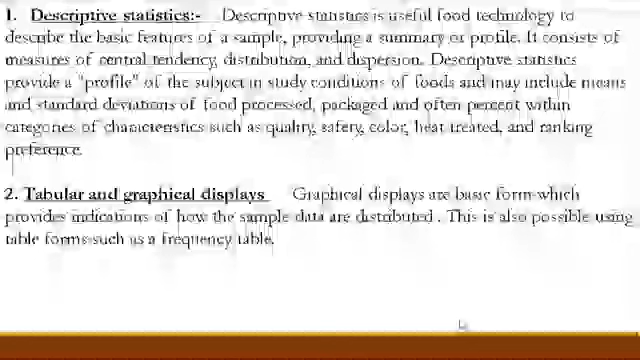 1. Descriptive statistics:- Descriptive statistics is useful food technology to
describe the basic features of a sample, providing a summary or profile. It consists of
measures of central tendency, distribution, and dispersion. Descriptive statistics
provide a "profile" of the subject in study conditions of foods and may include means
and standard deviations of food processed, packaged and often percent within
categories of characteristics such as quality, safety, color, heat treated, and ranking
preference.
2. Tabular and graphical displays Graphical displays are basic form which
provides indications of how the sample data are distributed . This is also possible using
table forms such as a frequency table.